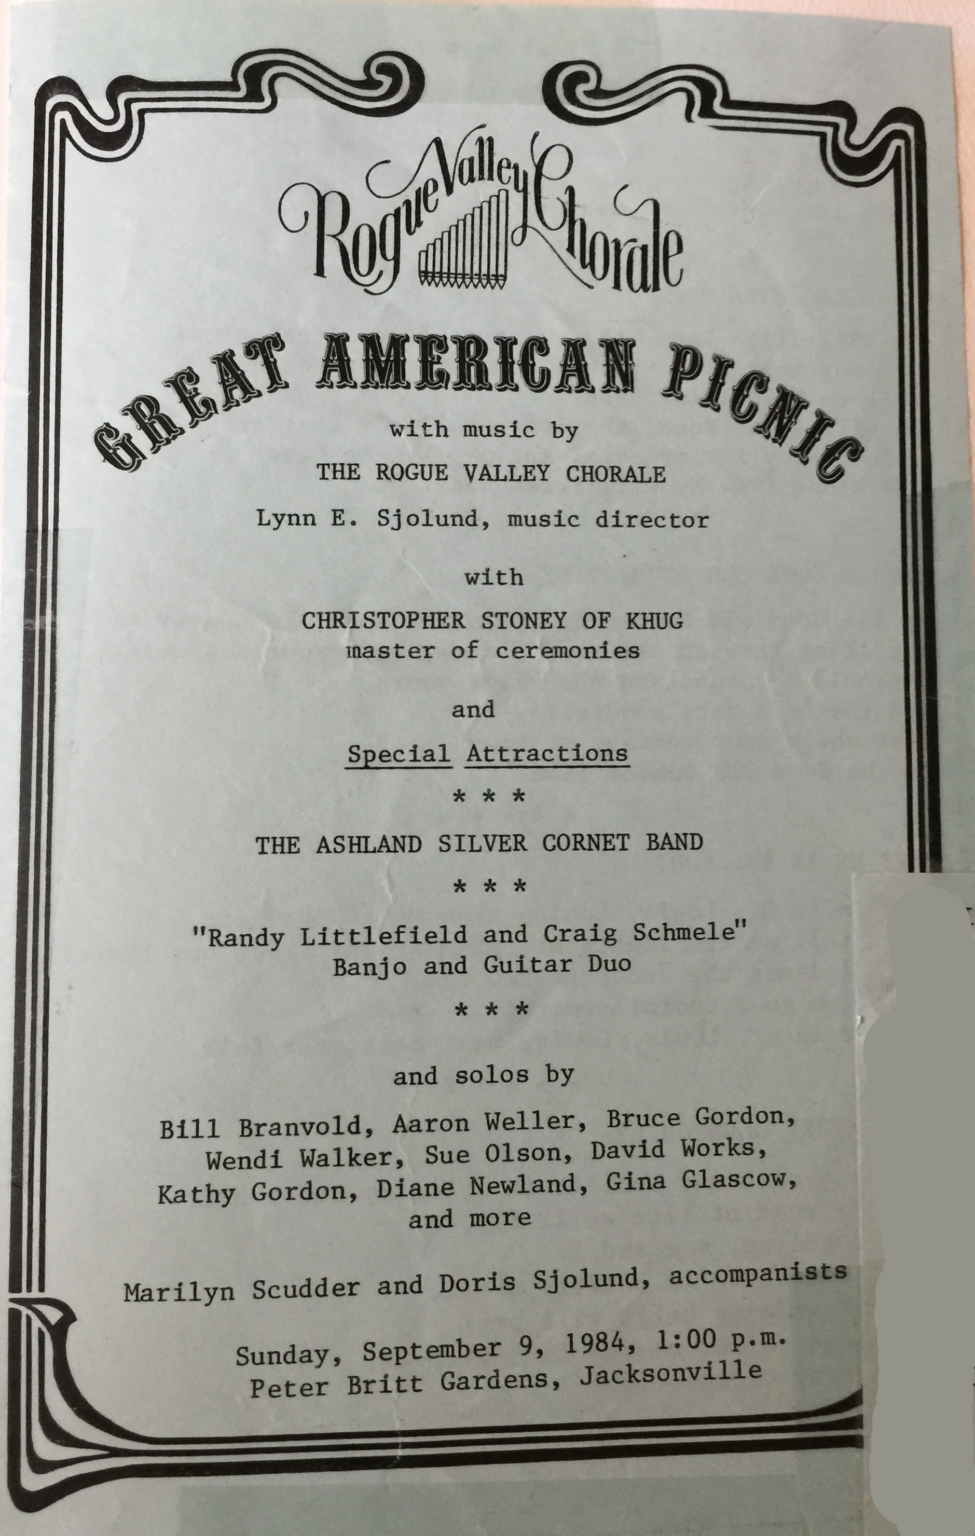 Rogue Valley Chorale
GREAT AMERICAN PICNIC
with music by
THE ROGUE VALLEY CHORALE
Lynn E. Sjolund, music director
with
CHRISTOPHER STONEY OF KHUG
master of ceremonies
and
Special Attractions
* * *
THE ASHLAND SILVER CORNET BAND
* * *
"Randy Littlefield and Craig Schmele"
Banjo and Guitar Duo
* * *
and solos by
Bill Branvold, Aaron Weller, Bruce Gordon,
Wendi Walker, Sue Olson, David Works,
Kathy Gordon, Diane Newland, Gina Glascow,
and more
Marilyn Scudder and Doris Sjolund, accompanists
Sunday, September 9, 1984, 1:00 p.m.
Peter Britt Gardens, Jacksonville